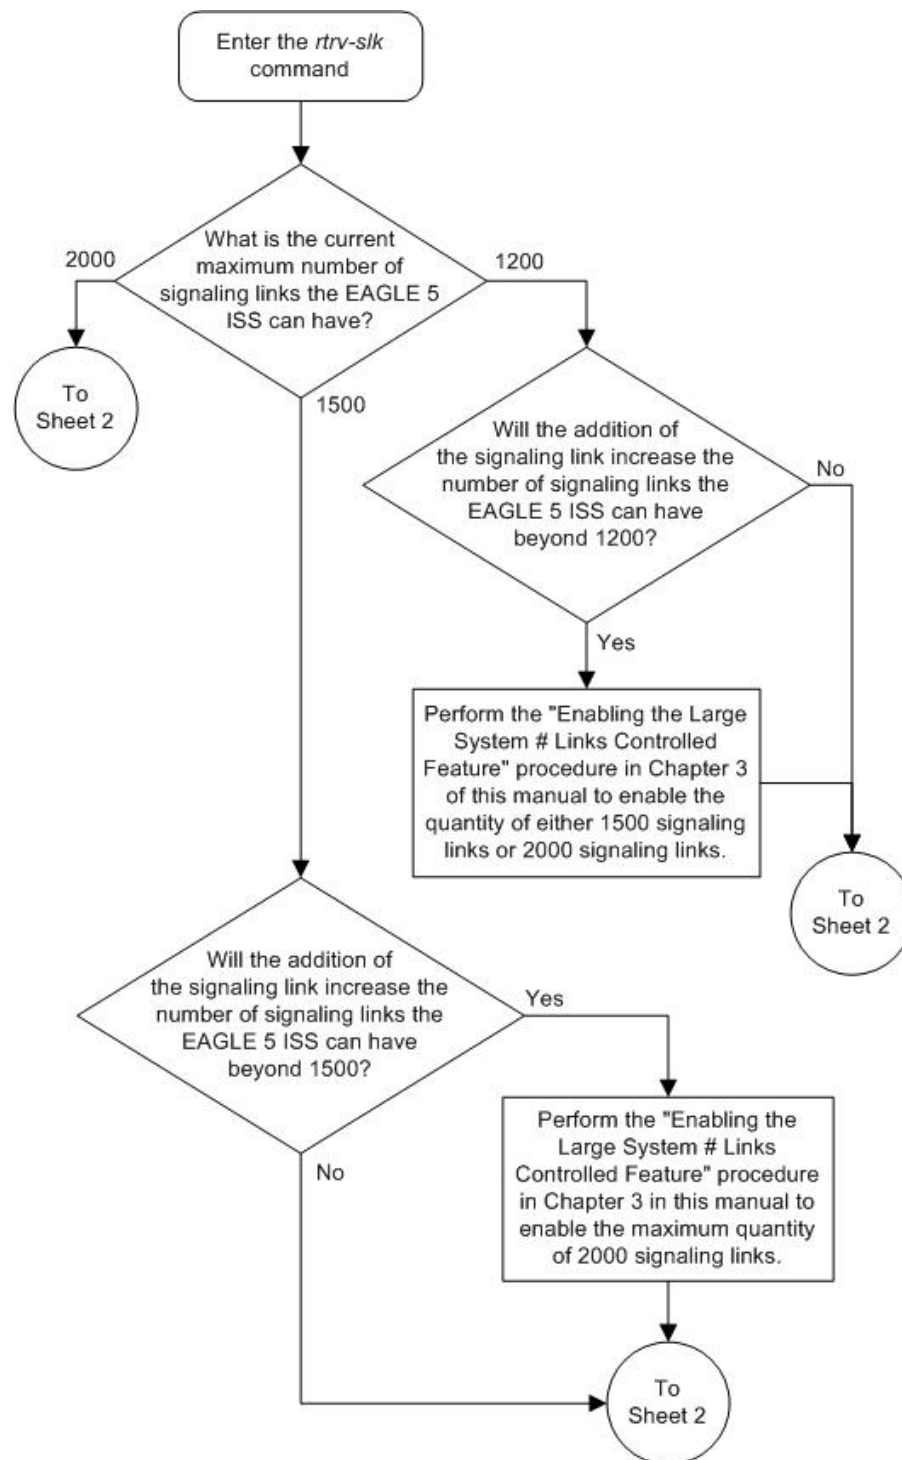 Enter the rtrv-slk
command
What is the current
maximum number of
signaling links the EAGLE 5
ISS can have?
2000
1200
1500
To
Sheet 2
Will the addition of
the signaling link increase the
number of signaling links the
EAGLE 5 ISS can have
beyond 1200?
No
Yes
Perform the "Enabling the Large
System # Links Controlled
Feature" procedure in Chapter 3
of this manual to enable the
quantity of either 1500 signaling
links or 2000 signaling links.
To
Sheet 2
Will the addition of
the signaling link increase the
number of signaling links the
EAGLE 5 ISS can have
beyond 1500?
Yes
No
Perform the "Enabling the
Large System # Links
Controlled Feature" procedure
in Chapter 3 in this manual to
enable the maximum quantity
of 2000 signaling links.
To
Sheet 2